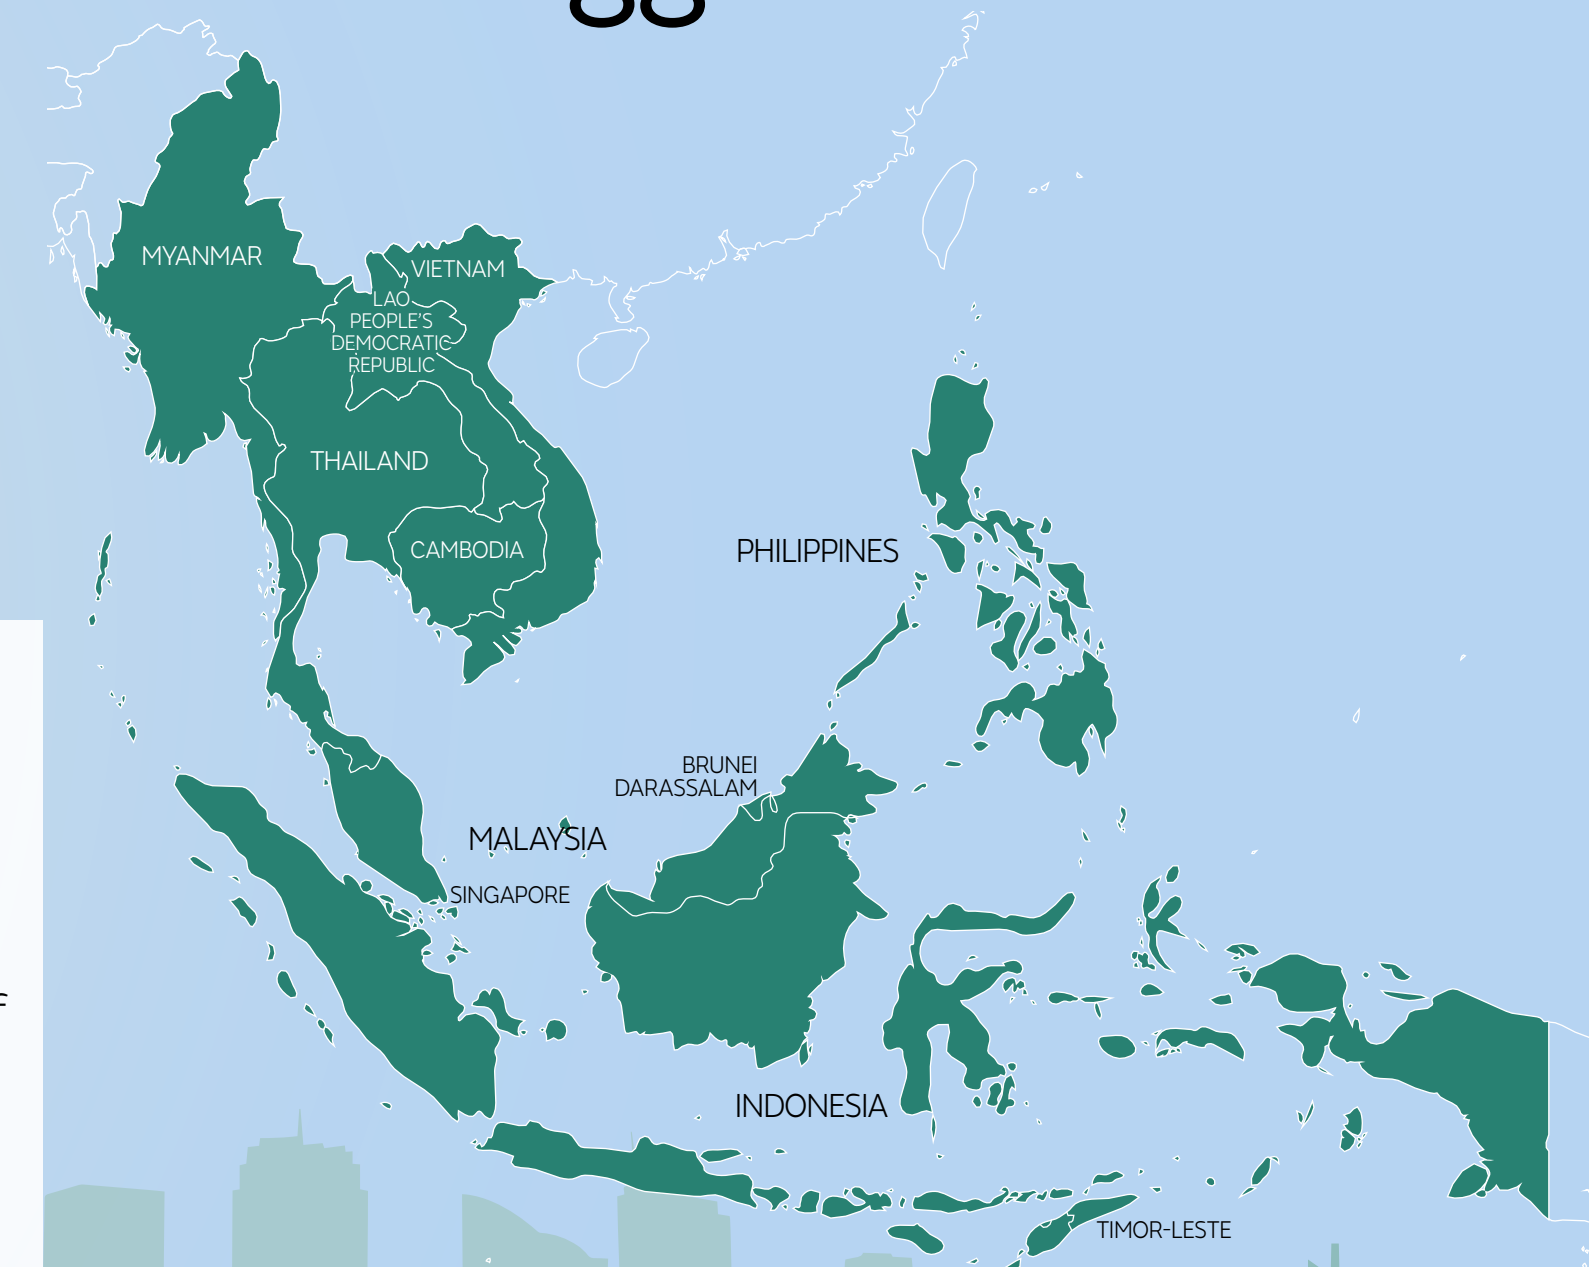 MYANMAR
VIETNAM
LAO
PEOPLE'S
DEMOCRATIC
REPUBLIC
THAILAND
CAMBODIA
PHILIPPINES
BRUNEI
DARASSALAM
MALAYSIA
SINGAPORE
INDONESIA
TIMOR-LESTE